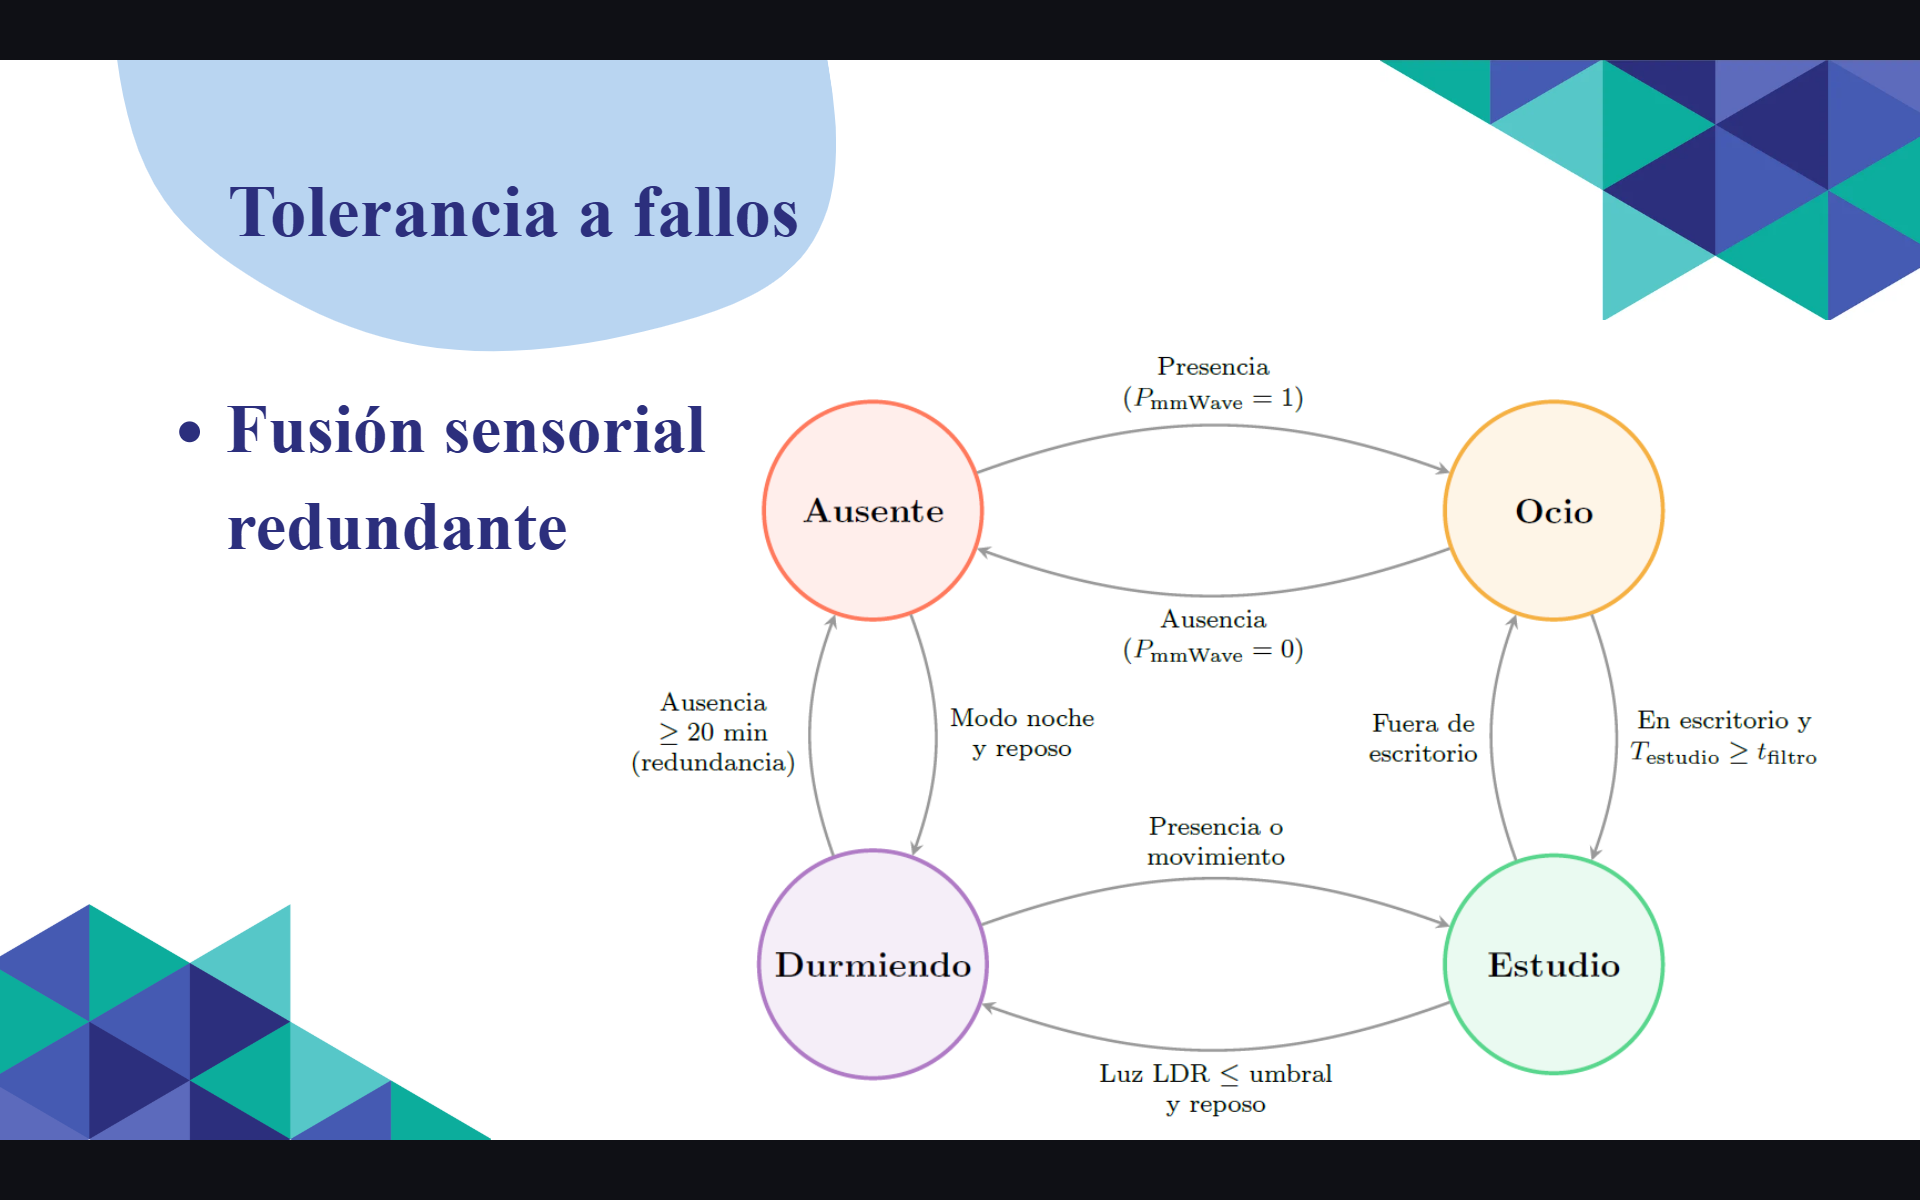 Tolerancia a fallos
• Fusión sensorial
redundante
Presencia
(P_mmWave = 1)
Ausente
Ocio
Ausencia
(P_mmWave = 0)
Ausencia
≥ 20 min
(redundancia)
Modo noche
y reposo
Fuera de
escritorio
En escritorio y
T_estudio ≥ t_filtro
Presencia o
movimiento
Durmiendo
Estudio
Luz LDR ≤ umbral
y reposo